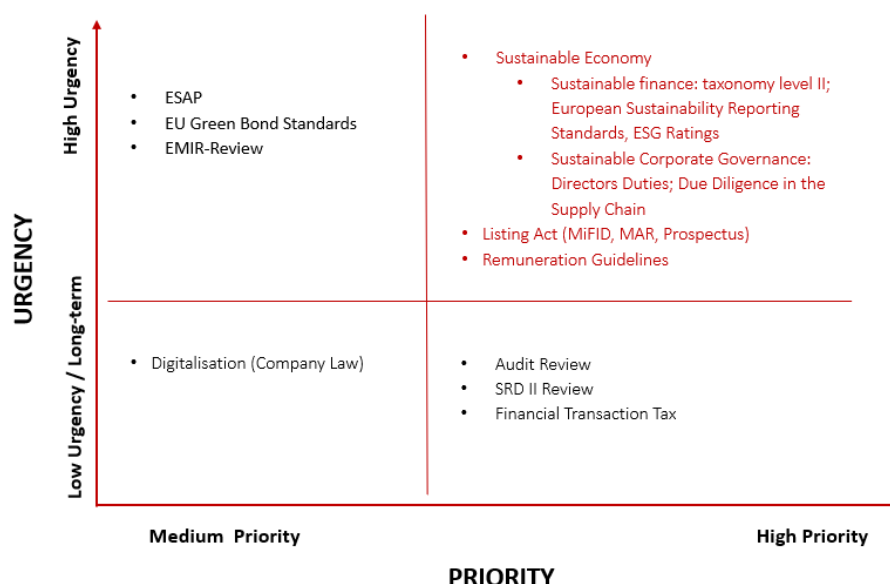 URGENCY
High Urgency
Low Urgency / Long-term
• ESAP
• EU Green Bond Standards
• EMIR-Review
• Sustainable Economy
• Sustainable finance: taxonomy level II;
European Sustainability Reporting
Standards, ESG Ratings
• Sustainable Corporate Governance:
Directors Duties; Due Diligence in the
Supply Chain
• Listing Act (MiFID, MAR, Prospectus)
• Remuneration Guidelines
• Digitalisation (Company Law)
• Audit Review
• SRD II Review
• Financial Transaction Tax
Medium Priority
High Priority
PRIORITY